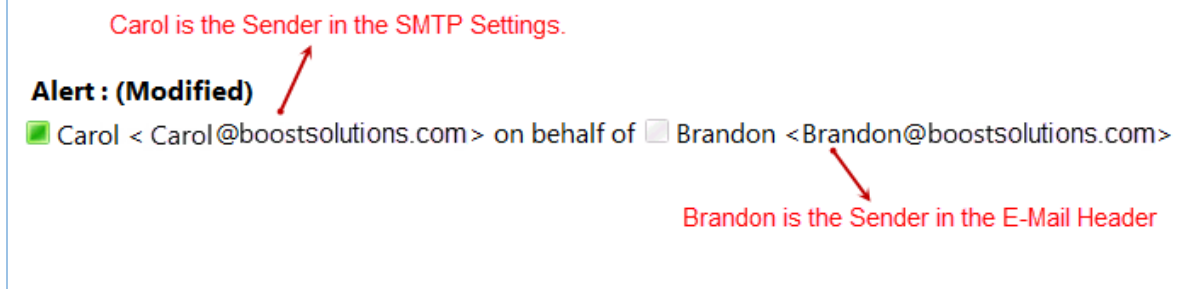 Carol is the Sender in the SMTP Settings.
Alert : (Modified)
Carol < Carol@boostsolutions.com> on behalf of Brandon <Brandon@boostsolutions.com>
Brandon is the Sender in the E-Mail Header